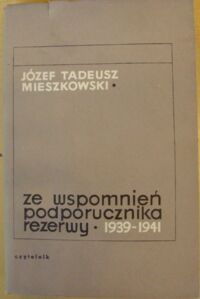 JÓZEF TADEUSZ
MIESZKOWSKI •
ze wspomnień
podporucznika
rezerwy • 1939-1941
czytelnik